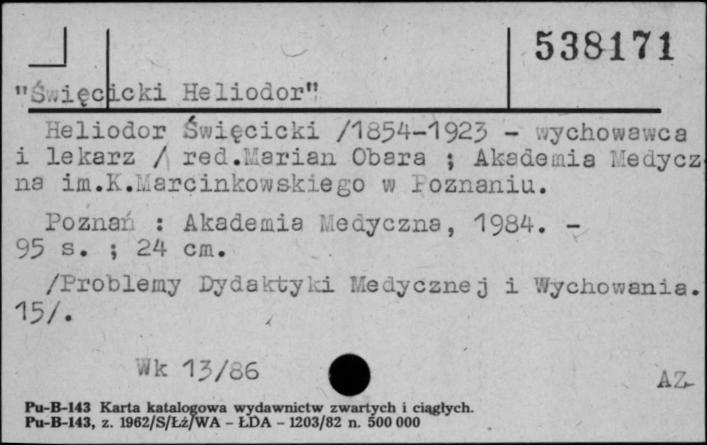 538171
"Święcicki Heliodor"
Heliodor Święcicki /1854-1923 - wychowawca
i lekarz / red.Marian Obara ; Akademia Medycz
na im.K.Marcinkowskiego w Poznaniu.
Poznań : Akademia Medyczna, 1984. -
95 s. ; 24 cm.
/Problemy Dydaktyki Medycznej i Wychowania.
15/.
Wk 13/86
AZ
Pu-B-143 Karta katalogowa wydawnictw zwartych i ciągłych.
Pu-B-143, z. 1962/S/Łź/WA - ŁDA - 1203/82 n. 500 000